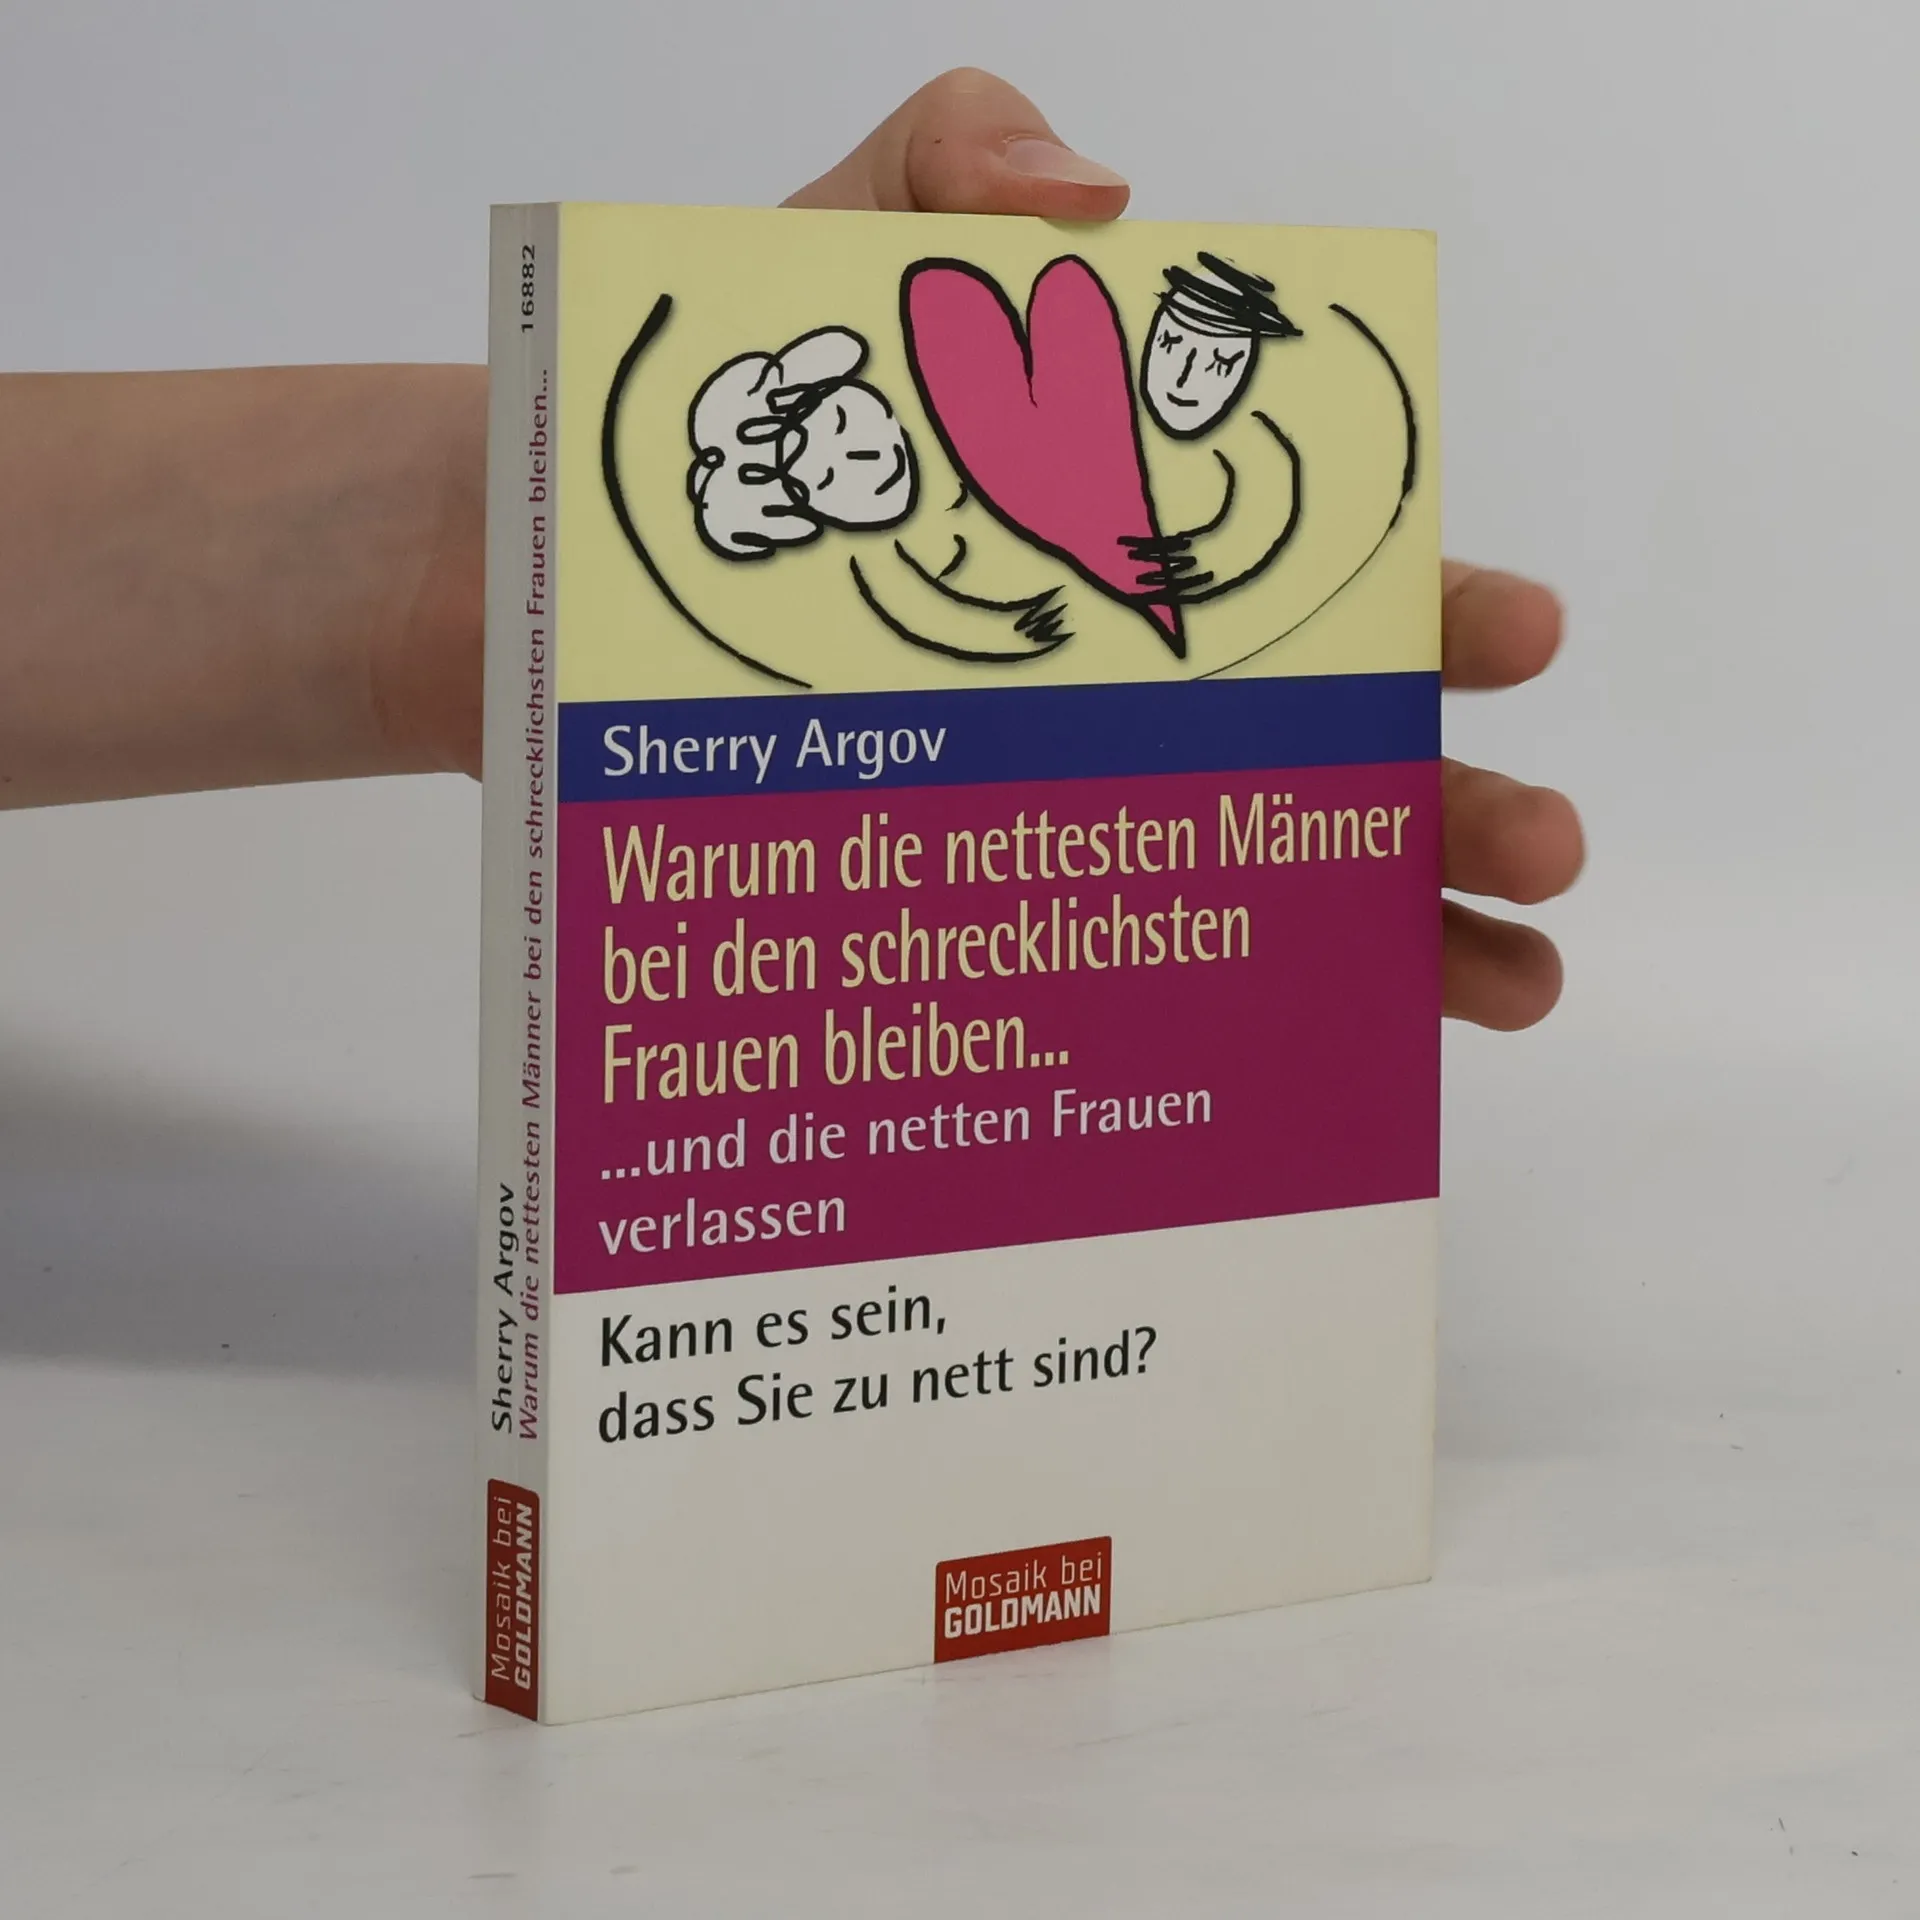 16882
Sherry Argov
Warum die nettesten Männer bei den schrecklichsten Frauen bleiben...
Mosaik bei
GOLDMANN
Sherry Argov
Warum die nettesten Männer
bei den schrecklichsten
Frauen bleiben...
...und die netten Frauen
verlassen
Kann es sein,
dass Sie zu nett sind?
Mosaik bei
GOLDMANN